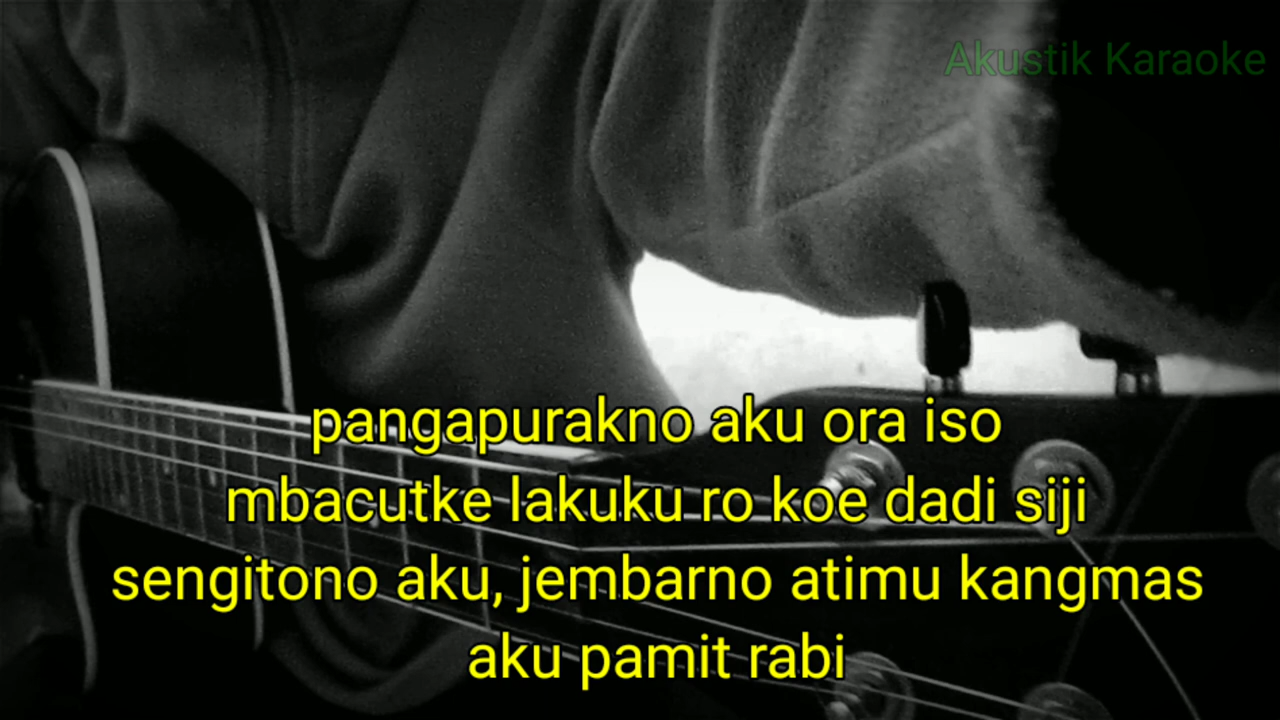 Akustik Karaoke
pangapurakno aku ora iso
mbacutke lakuku ro koe dadi siji
sengitono aku, jembarno atimu kangmas
aku pamit rabi